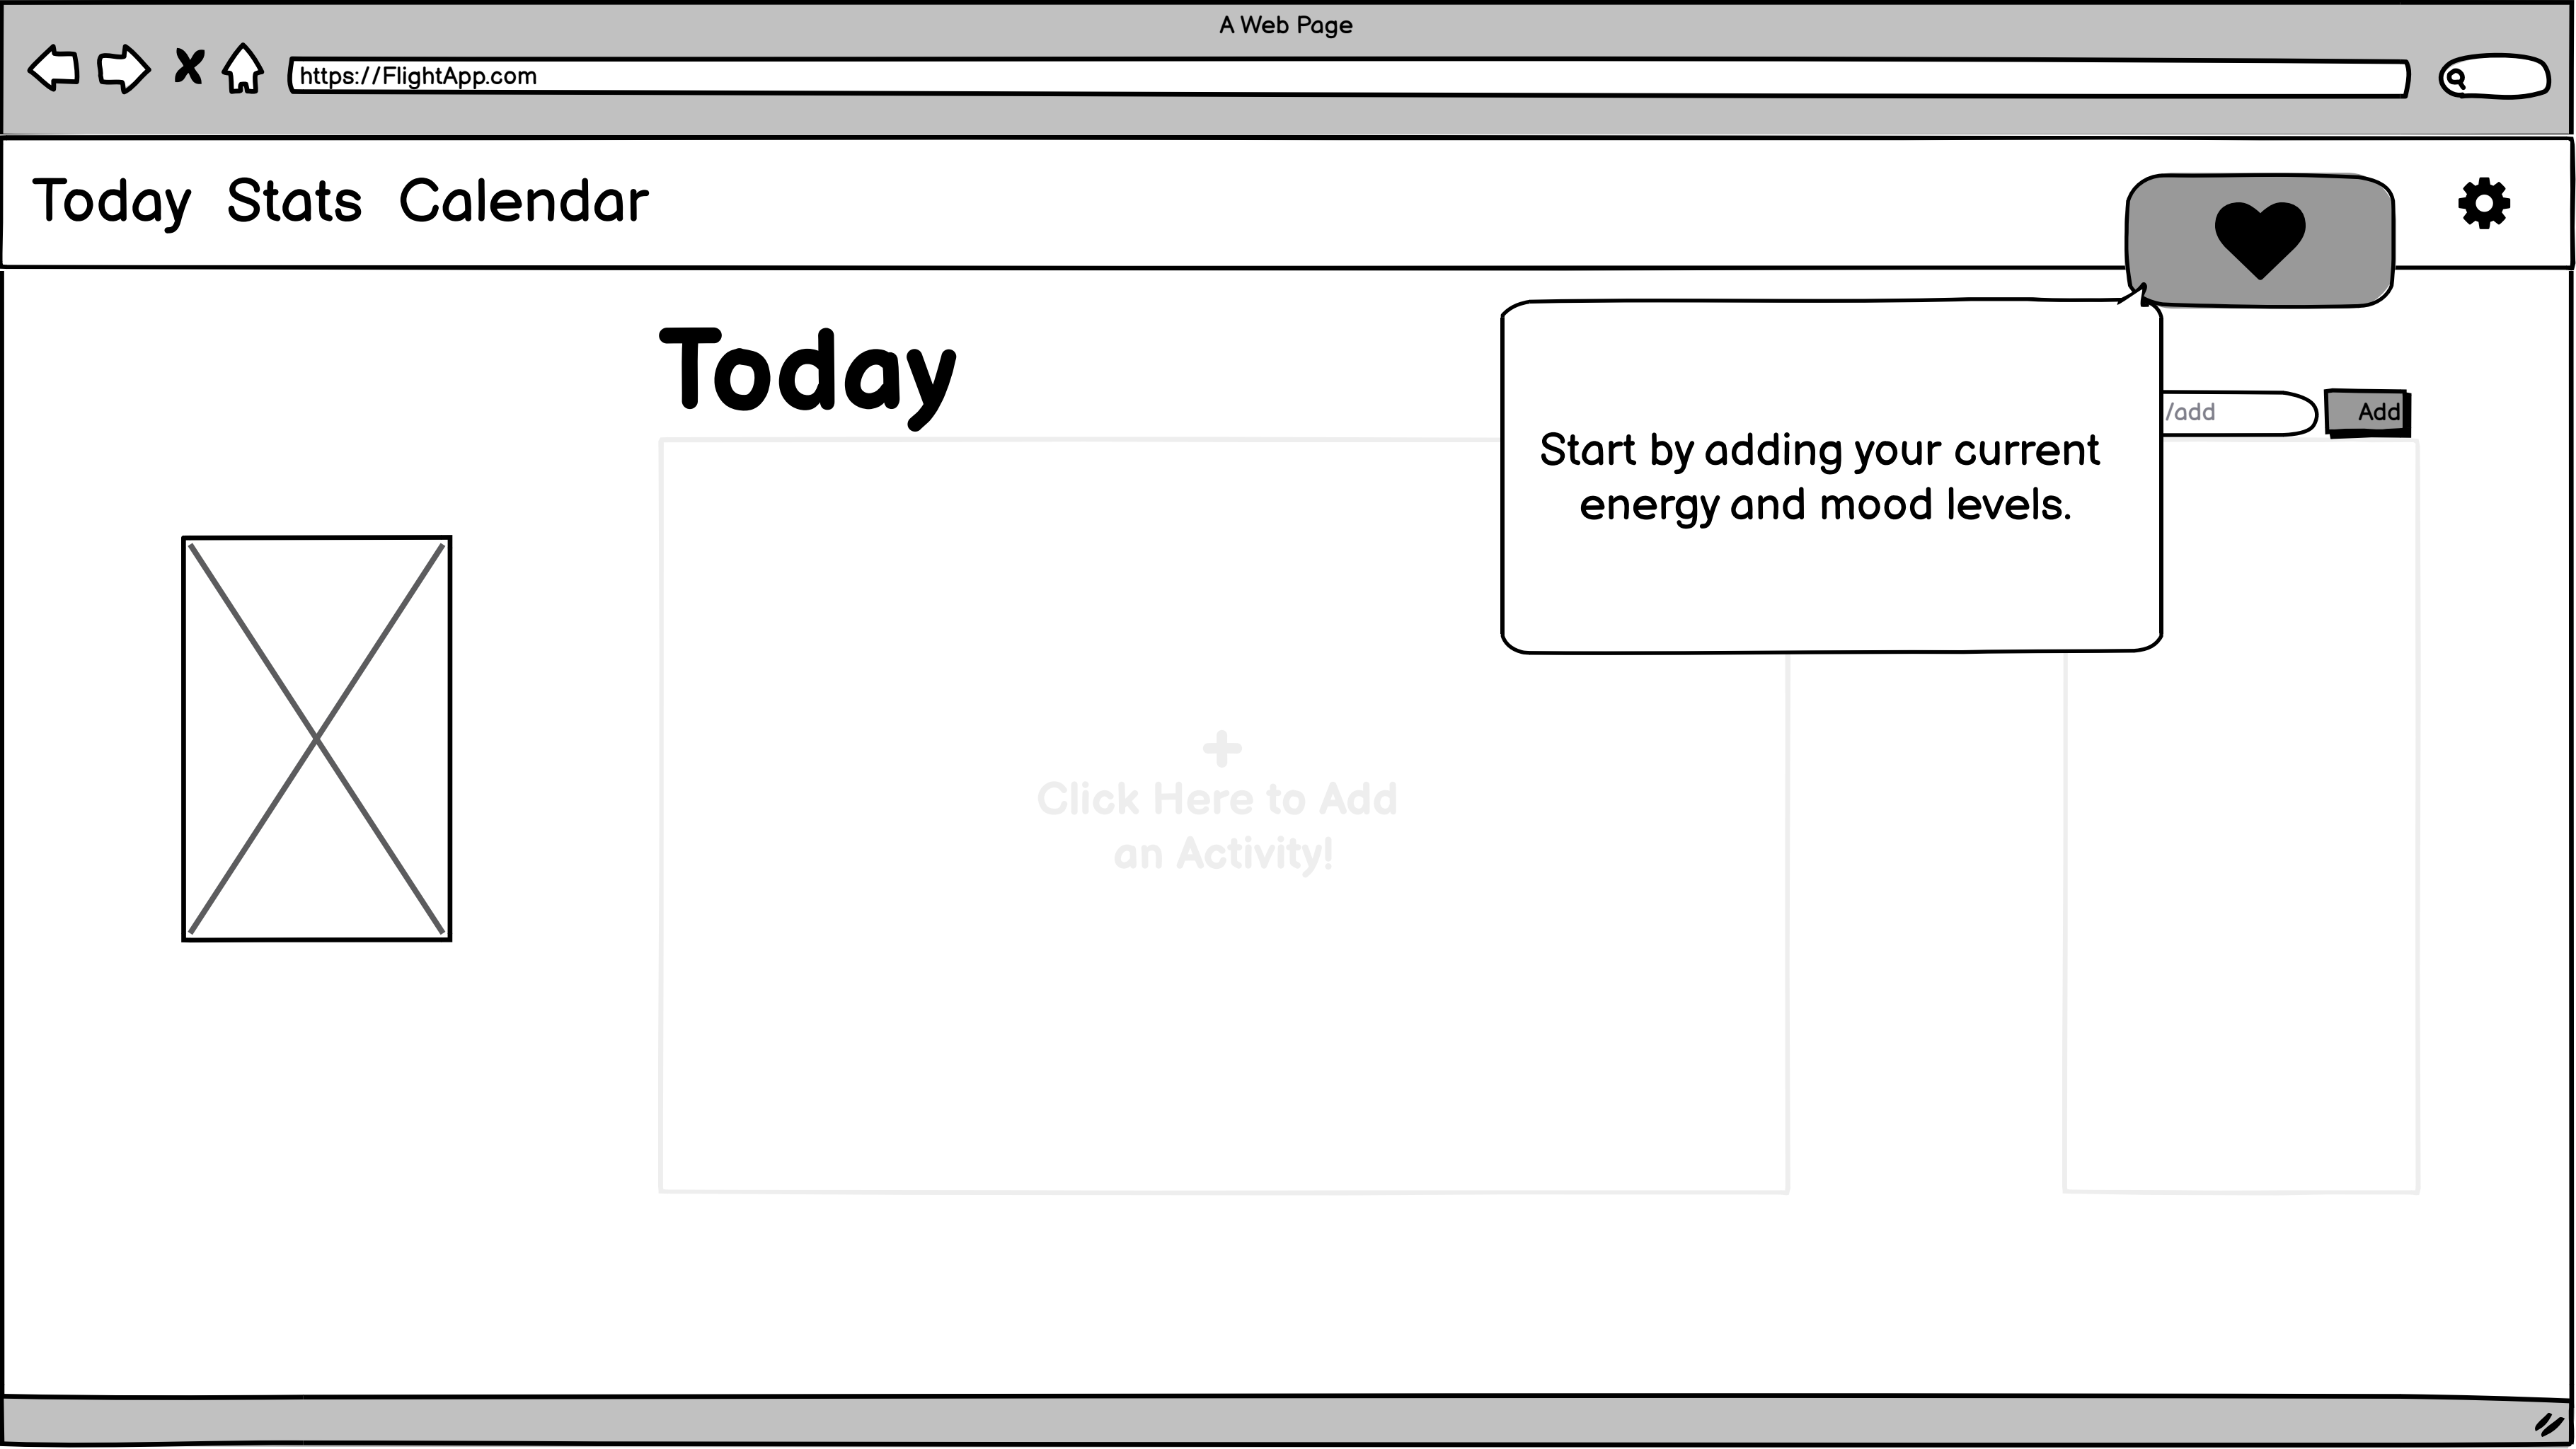 A Web Page
https://FlightApp.com
Today Stats Calendar
Today
/add
Add
Start by adding your current
energy and mood levels.
Click Here to Add
an Activity!